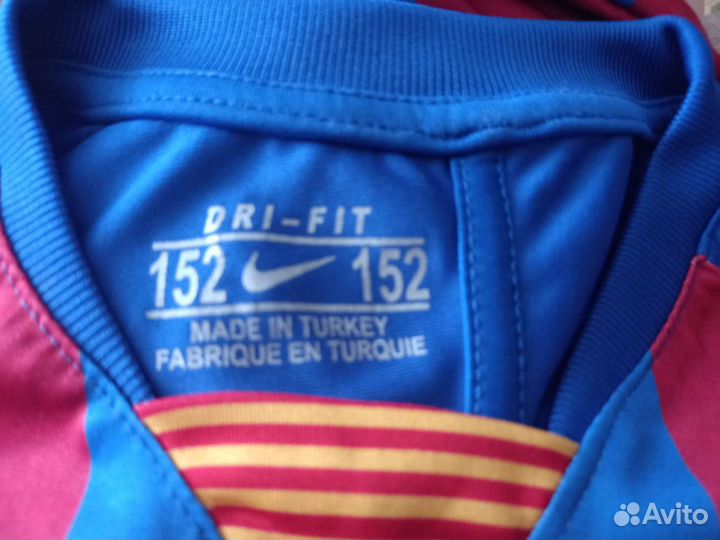 DRI-FIT
152 152
MADE IN TURKEY
FABRIQUE EN TURQUIE
Avito